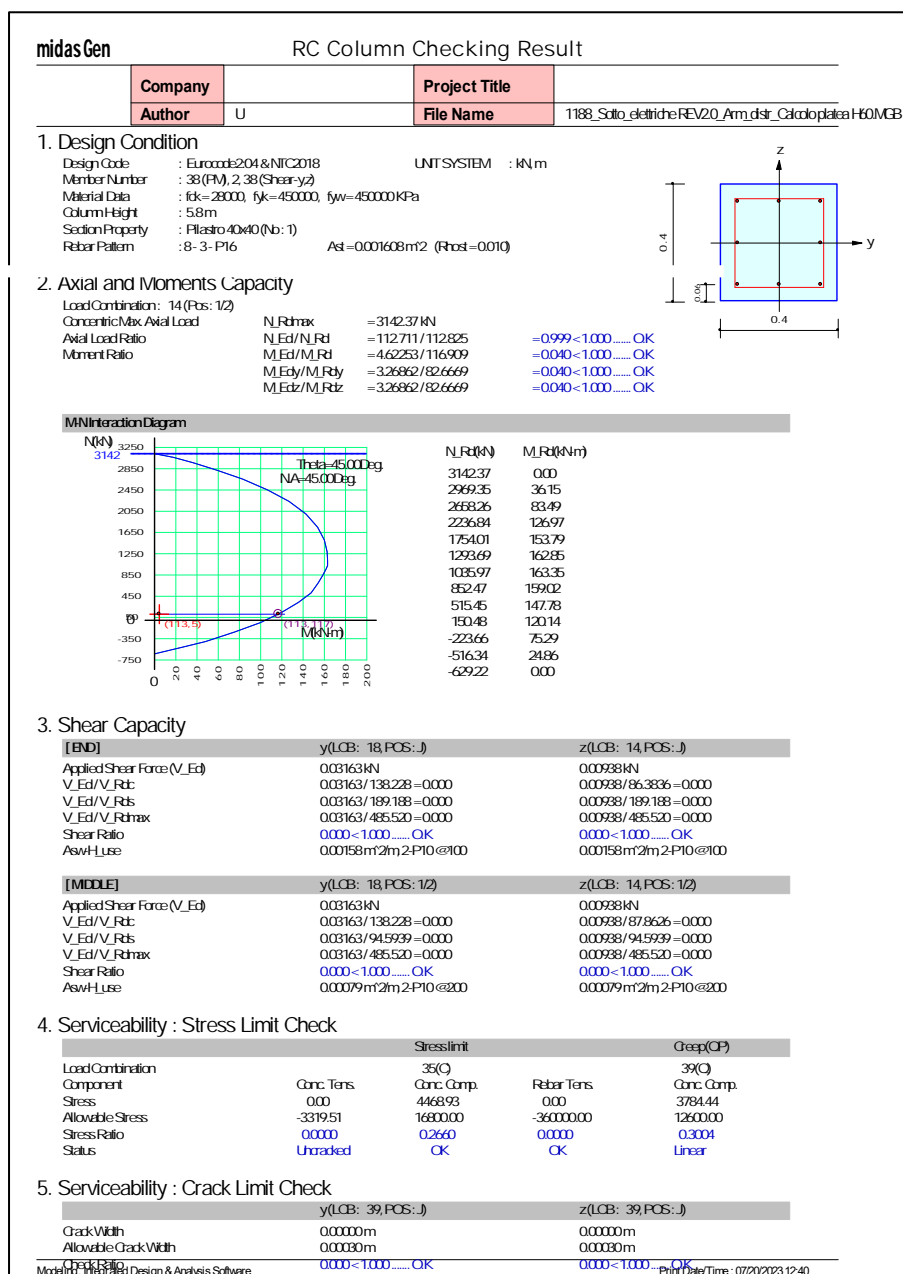 midas Gen RC Column Checking Result
Company Project Title
Author U File Name 1188_Sotto_elettriche REV2.0_Arm_distr_Calcolo platea H60.MGB
1. Design Condition
Design Code : Eurocode2:04 & NTC2018 UNIT SYSTEM : kN, m
Member Number : 38 (PM), 2, 38 (Shear-y,z)
Material Data : fck = 28000, fyk = 450000, fyw = 450000 KPa
Column Height : 5.8 m
Section Property : Pilastro 40x40 (No : 1)
Rebar Pattern : 8 - 3 - P16 Ast = 0.001608 m^2 (Rhost = 0.010)
z
y
0.4
0.06
0.4
2. Axial and Moments Capacity
Load Combination : 14 (Pos : 1/2)
Concentric Max. Axial Load N_Rdmax = 3142.37 kN
Axial Load Ratio N_Ed / N_Rd = 112.711 / 112.825 = 0.999 < 1.000 ....... O.K
Moment Ratio M_Ed / M_Rd = 4.62253 / 116.909 = 0.040 < 1.000 ....... O.K
M_Edy / M_Rdy = 3.26862 / 82.6669 = 0.040 < 1.000 ....... O.K
M_Edz / M_Rdz = 3.26862 / 82.6669 = 0.040 < 1.000 ....... O.K
M-N Interaction Diagram
N(kN)
3250
3142
2850
2450
2050
1650
1250
850
450
50
0
-350
-750
Theta=45.00Deg.
N.A=45.00Deg.
(113,5)
(113,117)
M(kN-m)
0 20 40 60 80 100 120 140 160 180 200
N_Rd(kN) M_Rd(kN-m)
3142.37 0.00
2969.35 36.15
2658.26 83.49
2236.84 126.97
1754.01 153.79
1293.69 162.85
1035.97 163.35
852.47 159.02
515.45 147.78
150.48 120.14
-223.66 75.29
-516.34 24.86
-629.22 0.00
3. Shear Capacity
[ END ] y (LCB : 18, POS : J) z (LCB : 14, POS : J)
Applied Shear Force (V_Ed) 0.03163 kN 0.00938 kN
V_Ed / V_Rdc 0.03163 / 138.228 = 0.000 0.00938 / 86.3836 = 0.000
V_Ed / V_Rds 0.03163 / 189.188 = 0.000 0.00938 / 189.188 = 0.000
V_Ed / V_Rdmax 0.03163 / 485.520 = 0.000 0.00938 / 485.520 = 0.000
Shear Ratio 0.000 < 1.000 ....... O.K 0.000 < 1.000 ....... O.K
Asw-H_use 0.00158 m^2/m, 2-P10 @100 0.00158 m^2/m, 2-P10 @100
[ MIDDLE ] y (LCB : 18, POS : 1/2) z (LCB : 14, POS : 1/2)
Applied Shear Force (V_Ed) 0.03163 kN 0.00938 kN
V_Ed / V_Rdc 0.03163 / 138.228 = 0.000 0.00938 / 87.8626 = 0.000
V_Ed / V_Rds 0.03163 / 94.5939 = 0.000 0.00938 / 94.5939 = 0.000
V_Ed / V_Rdmax 0.03163 / 485.520 = 0.000 0.00938 / 485.520 = 0.000
Shear Ratio 0.000 < 1.000 ....... O.K 0.000 < 1.000 ....... O.K
Asw-H_use 0.00079 m^2/m, 2-P10 @200 0.00079 m^2/m, 2-P10 @200
4. Serviceability : Stress Limit Check
Stress limit Creep(QP)
Load Combination 35(C) 39(C)
Component Conc. Tens. Conc. Comp. Rebar Tens. Conc. Comp.
Stress 0.00 4468.93 0.00 3784.44
Allowable Stress -3319.51 16800.00 -360000.00 12600.00
Stress Ratio 0.0000 0.2660 0.0000 0.3004
Status Uncracked OK OK Linear
5. Serviceability : Crack Limit Check
y (LCB : 39, POS : J) z (LCB : 39, POS : J)
Crack Width 0.00000 m 0.00000 m
Allowable Crack Width 0.00030 m 0.00030 m
Check Ratio 0.000 < 1.000 ....... O.K 0.000 < 1.000 ....... O.K
Modeling, Integrated Design & Analysis Software Print Date/Time : 07/20/2023 12:40